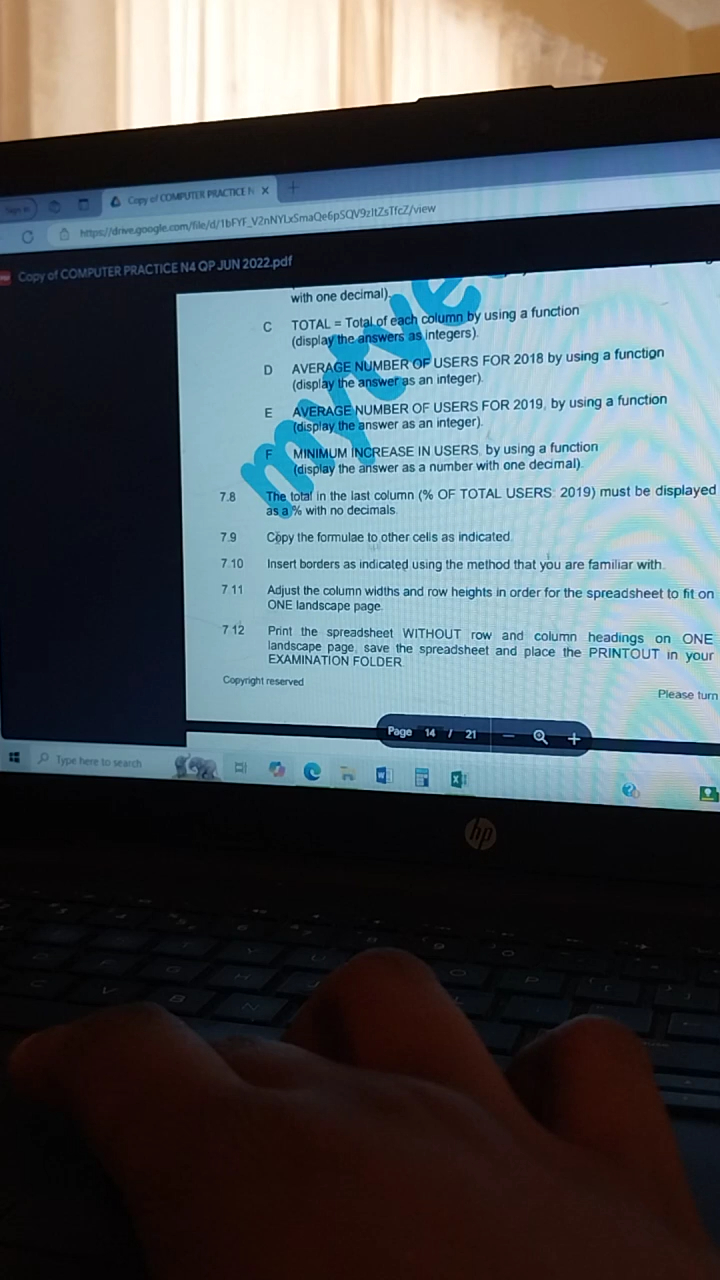 Sign in
Copy of COMPUTER PRACTICE N
https://drive.google.com/file/d/1bFYF_V2nNYLxSmaQe6pSQV9zItZsTfcZ/view
Copy of COMPUTER PRACTICE N4 QP JUN 2022.pdf
with one decimal).
C TOTAL = Total of each column by using a function
(display the answers as integers).
D AVERAGE NUMBER OF USERS FOR 2018 by using a function
(display the answer as an integer).
E AVERAGE NUMBER OF USERS FOR 2019, by using a function
(display the answer as an integer).
F MINIMUM INCREASE IN USERS, by using a function
(display the answer as a number with one decimal).
mytve
7.8 The total in the last column (% OF TOTAL USERS: 2019) must be displayed
as a % with no decimals.
7.9 Copy the formulae to other cells as indicated.
7.10 Insert borders as indicated using the method that you are familiar with.
7.11 Adjust the column widths and row heights in order for the spreadsheet to fit on
ONE landscape page.
7.12 Print the spreadsheet WITHOUT row and column headings on ONE
landscape page, save the spreadsheet and place the PRINTOUT in your
EXAMINATION FOLDER.
Copyright reserved
Please turn
Page 14 / 21
Type here to search
hp